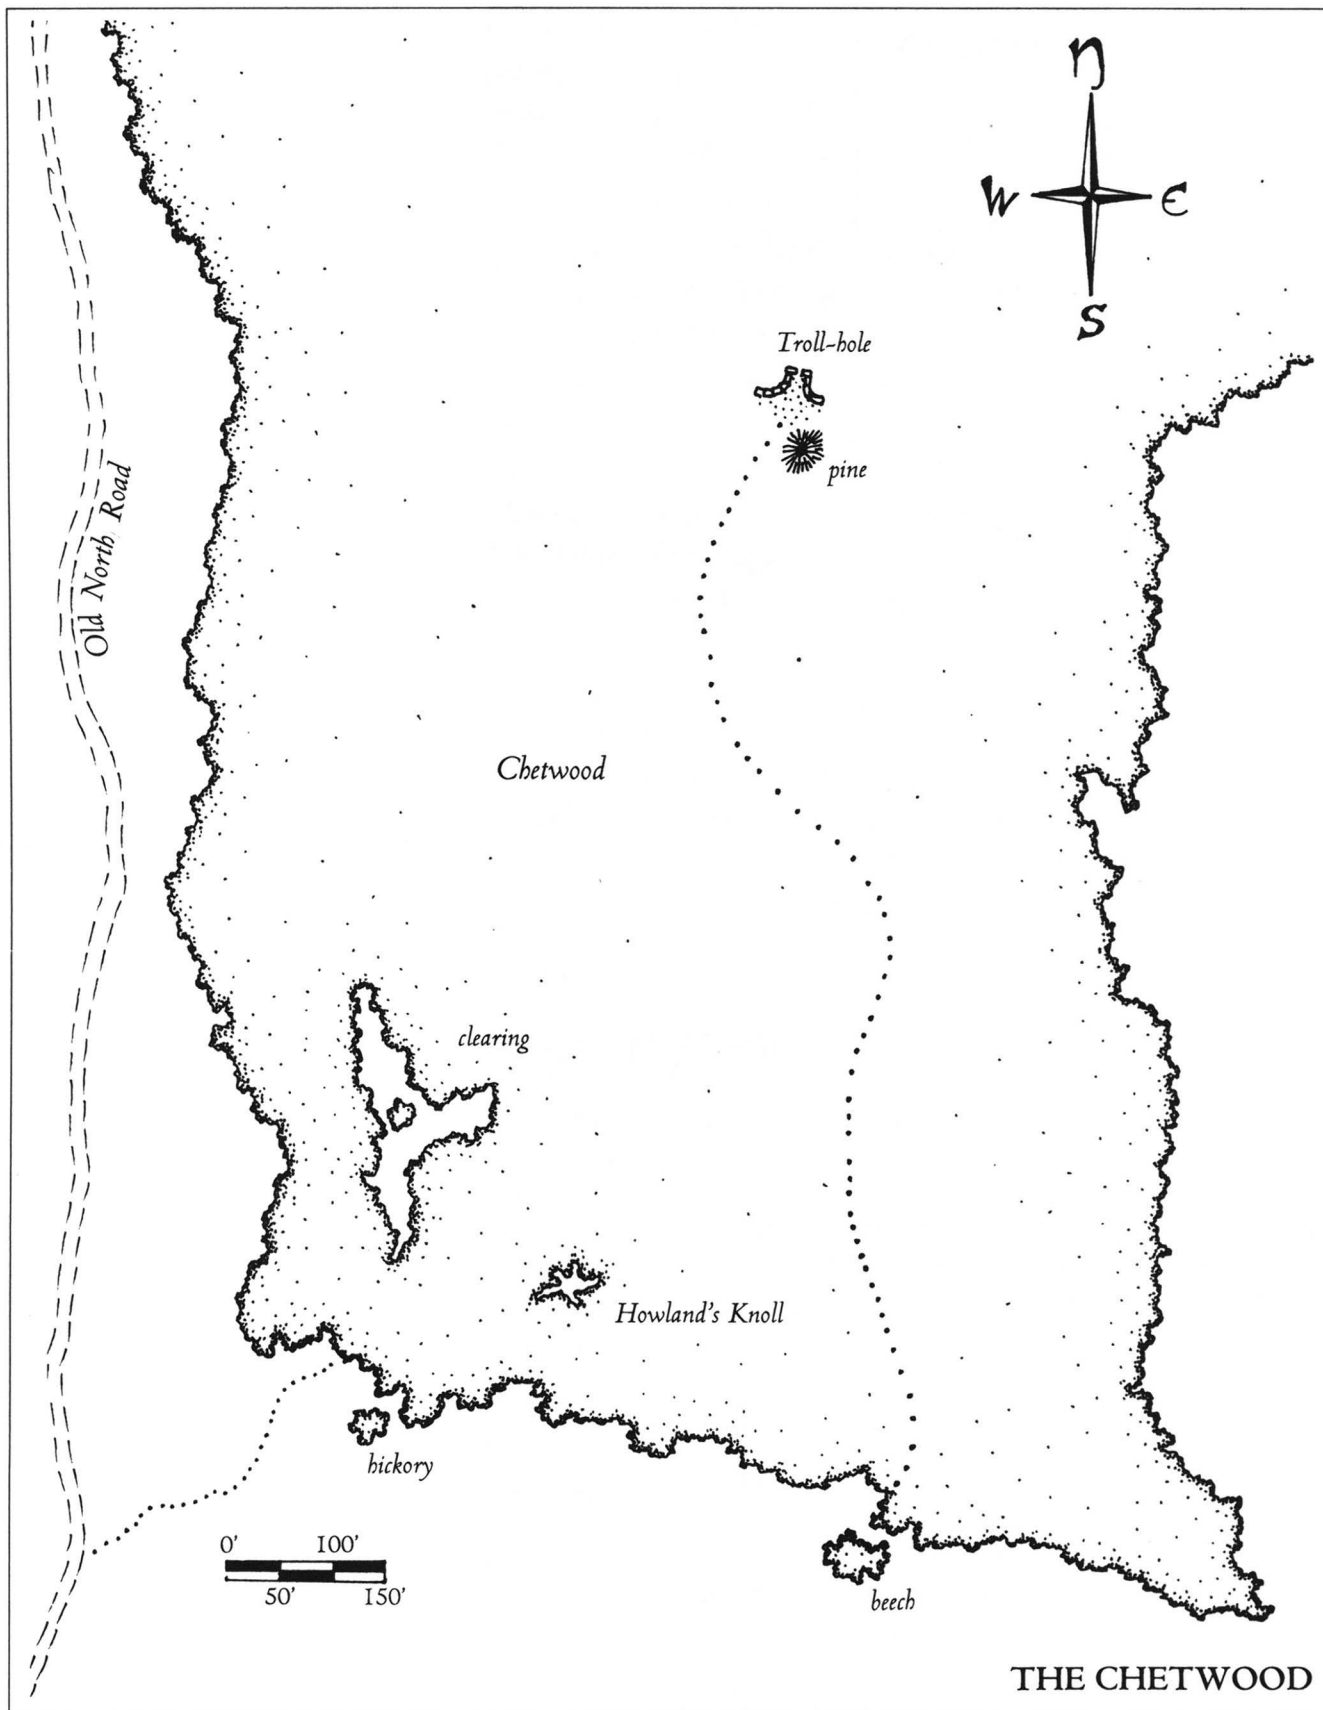 N
W E
S
Troll-hole
pine
Old North Road
Chetwood
clearing
Howland's Knoll
hickory
0' 100'
50' 150'
beech
THE CHETWOOD